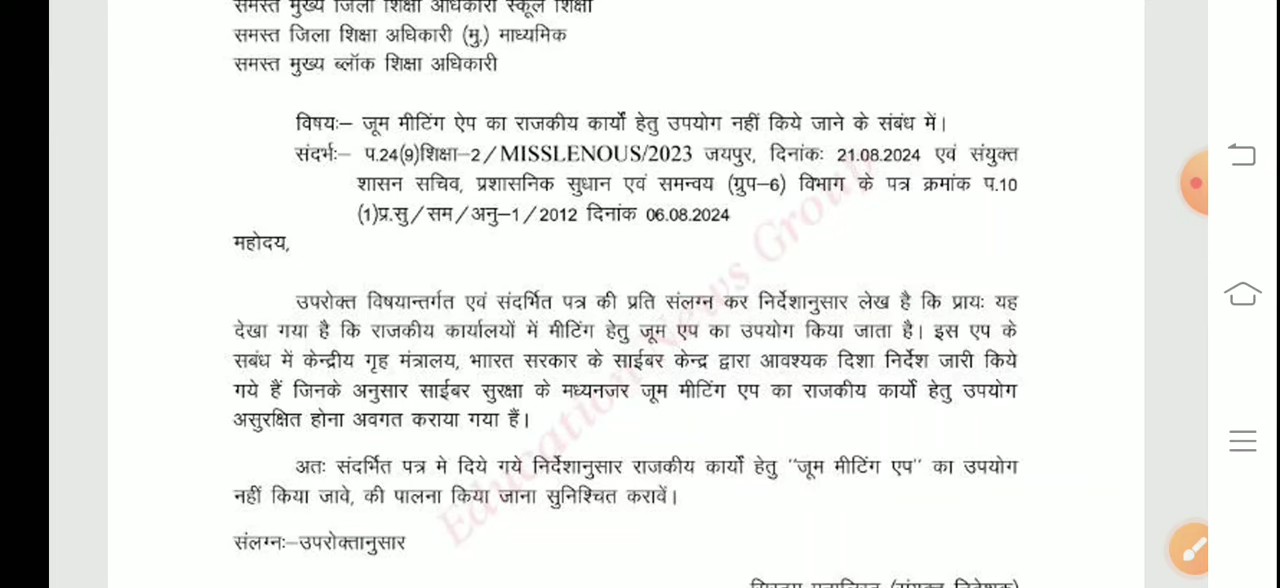 समस्त मुख्य जिला शिक्षा अधिकारी स्कूल शिक्षा
समस्त जिला शिक्षा अधिकारी (मु.) माध्यमिक
समस्त मुख्य ब्लॉक शिक्षा अधिकारी
विषयः– जूम मीटिंग ऐप का राजकीय कार्यों हेतु उपयोग नहीं किये जाने के संबंध में।
संदर्भः– प.24(9)शिक्षा–2/MISSLENOUS/2023 जयपुर, दिनांकः 21.08.2024 एवं संयुक्त
शासन सचिव, प्रशासनिक सुधान एवं समन्वय (ग्रुप–6) विभाग के पत्र क्रमांक प.10
(1)प्र.सु/सम/अनु–1/2012 दिनांक 06.08.2024
महोदय,
उपरोक्त विषयान्तर्गत एवं संदर्भित पत्र की प्रति संलग्न कर निर्देशानुसार लेख है कि प्रायः यह
देखा गया है कि राजकीय कार्यालयों में मीटिंग हेतु जूम एप का उपयोग किया जाता है। इस एप के
सबंध में केन्द्रीय गृह मंत्रालय, भाारत सरकार के साईबर केन्द्र द्वारा आवश्यक दिशा निर्देश जारी किये
गये हैं जिनके अनुसार साईबर सुरक्षा के मध्यनजर जूम मीटिंग एप का राजकीय कार्यो हेतु उपयोग
असुरक्षित होना अवगत कराया गया हैं।
अतः संदर्भित पत्र मे दिये गये निर्देशानुसार राजकीय कार्यों हेतु "जूम मीटिंग एप" का उपयोग
नहीं किया जावे, की पालना किया जाना सुनिश्चित करावें।
संलग्नः–उपरोक्तानुसार
Education News Group